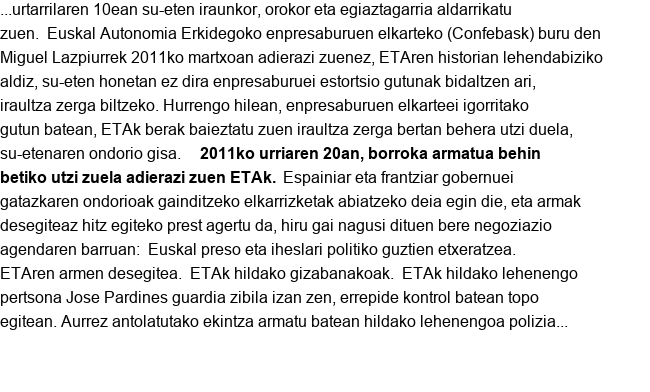 ...urtarrilaren 10ean su-eten iraunkor, orokor eta egiaztagarria aldarrikatu
zuen.  Euskal Autonomia Erkidegoko enpresaburuen elkarteko (Confebask) buru den
Miguel Lazpiurrek 2011ko martxoan adierazi zuenez, ETAren historian lehendabiziko
aldiz, su-eten honetan ez dira enpresaburuei estortsio gutunak bidaltzen ari,
iraultza zerga biltzeko. Hurrengo hilean, enpresaburuen elkarteei igorritako
gutun batean, ETAk berak baieztatu zuen iraultza zerga bertan behera utzi duela,
su-etenaren ondorio gisa.    2011ko urriaren 20an, borroka armatua behin
betiko utzi zuela adierazi zuen ETAk.  Espainiar eta frantziar gobernuei
gatazkaren ondorioak gainditzeko elkarrizketak abiatzeko deia egin die, eta armak
desegiteaz hitz egiteko prest agertu da, hiru gai nagusi dituen bere negoziazio
agendaren barruan:  Euskal preso eta iheslari politiko guztien etxeratzea.
ETAren armen desegitea.  ETAk hildako gizabanakoak.  ETAk hildako lehenengo
pertsona Jose Pardines guardia zibila izan zen, errepide kontrol batean topo
egitean. Aurrez antolatutako ekintza armatu batean hildako lehenengoa polizia...